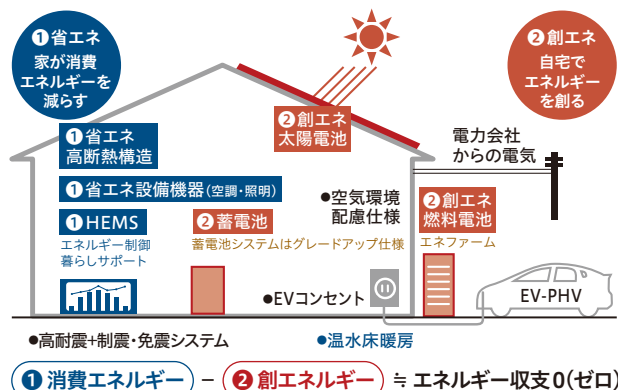 ❶省エネ
家が消費
エネルギーを
減らす
❷創エネ
自宅で
エネルギー
を創る
❷創エネ
太陽電池
❶省エネ
高断熱構造
電力会社
からの電気
❶省エネ設備機器(空調・照明)
●空気環境
配慮仕様
❶HEMS
エネルギー制御
暮らしサポート
❷蓄電池
蓄電池システムはグレードアップ仕様
❷創エネ
燃料電池
エネファーム
●EVコンセント
EV-PHV
●高耐震+制震・免震システム
●温水床暖房
❶消費エネルギー − ❷創エネルギー ≒ エネルギー収支0(ゼロ)